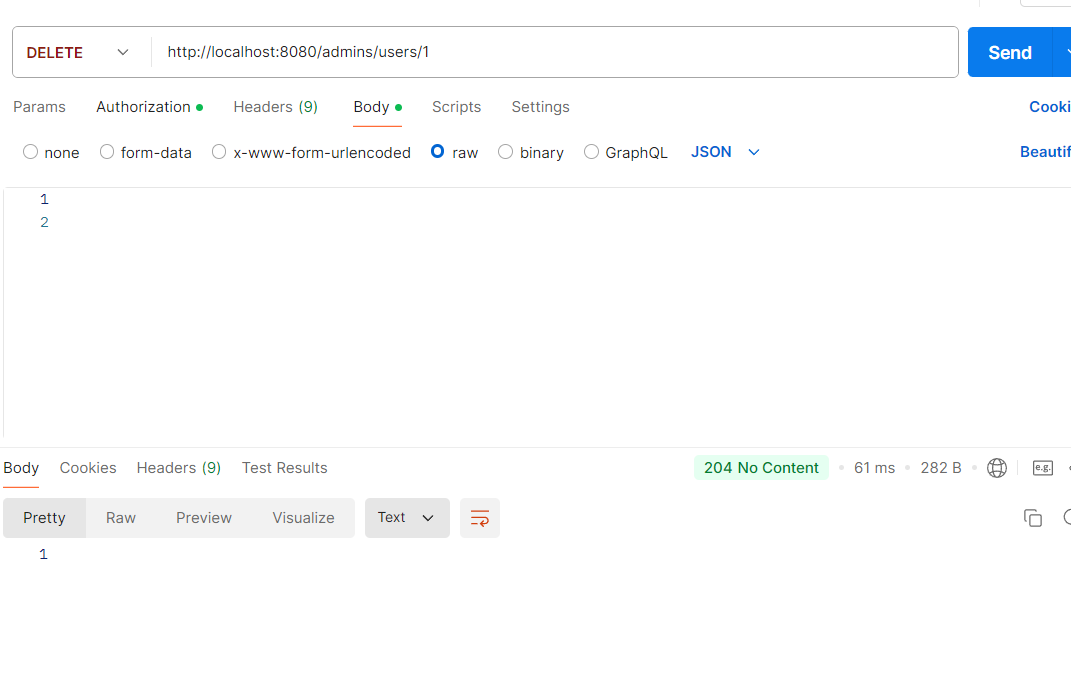 DELETE http://localhost:8080/admins/users/1 Send
Params Authorization Headers (9) Body Scripts Settings Cooki
none form-data x-www-form-urlencoded raw binary GraphQL JSON Beautif
1
2
Body Cookies Headers (9) Test Results 204 No Content 61 ms 282 B e.g.
Pretty Raw Preview Visualize Text
1